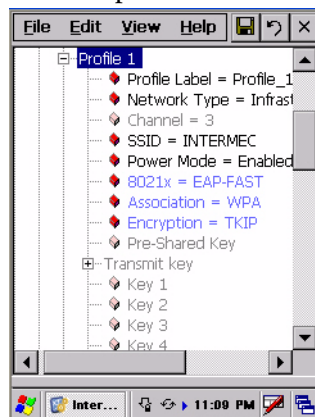 File Edit View Help
Profile 1
Profile Label = Profile_1
Network Type = Infrast
Channel = 3
SSID = INTERMEC
Power Mode = Enabled
8021x = EAP-FAST
Association = WPA
Encryption = TKIP
Pre-Shared Key
Transmit key
Key 1
Key 2
Key 3
Key 4
Inter... 11:09 PM